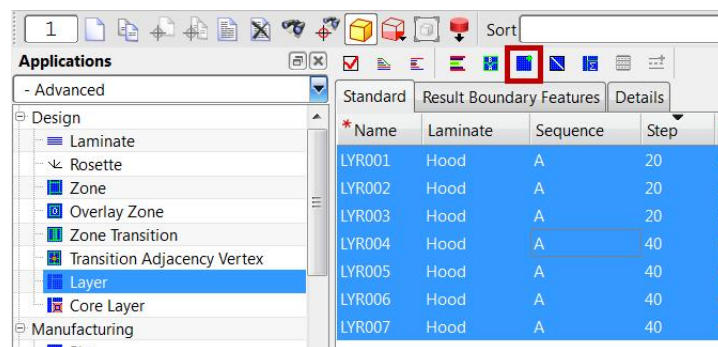 1
Sort
Applications
- Advanced
Design
Laminate
Rosette
Zone
Overlay Zone
Zone Transition
Transition Adjacency Vertex
Layer
Core Layer
Manufacturing
Standard Result Boundary Features Details
*Name Laminate Sequence Step
LYR001 Hood A 20
LYR002 Hood A 20
LYR003 Hood A 20
LYR004 Hood A 40
LYR005 Hood A 40
LYR006 Hood A 40
LYR007 Hood A 40